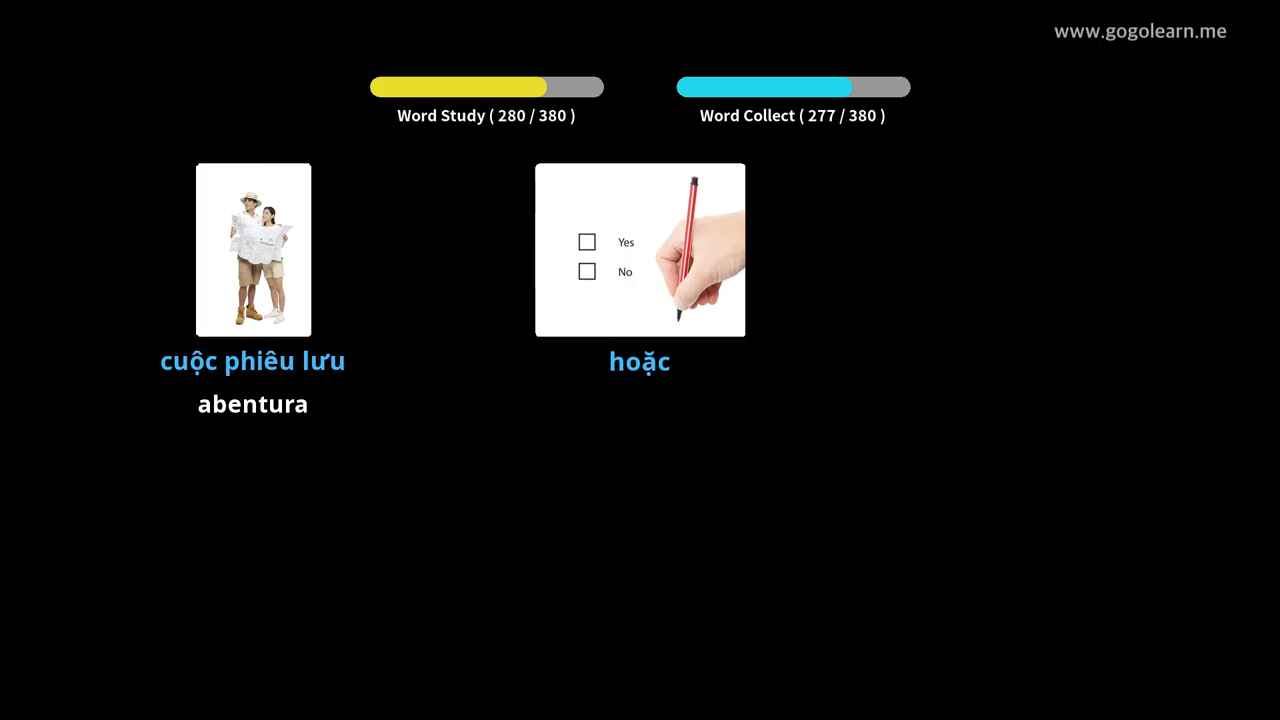 www.gogolearn.me
Word Study ( 280 / 380 )
Word Collect ( 277 / 380 )
Yes
No
cuộc phiêu lưu
hoặc
abentura